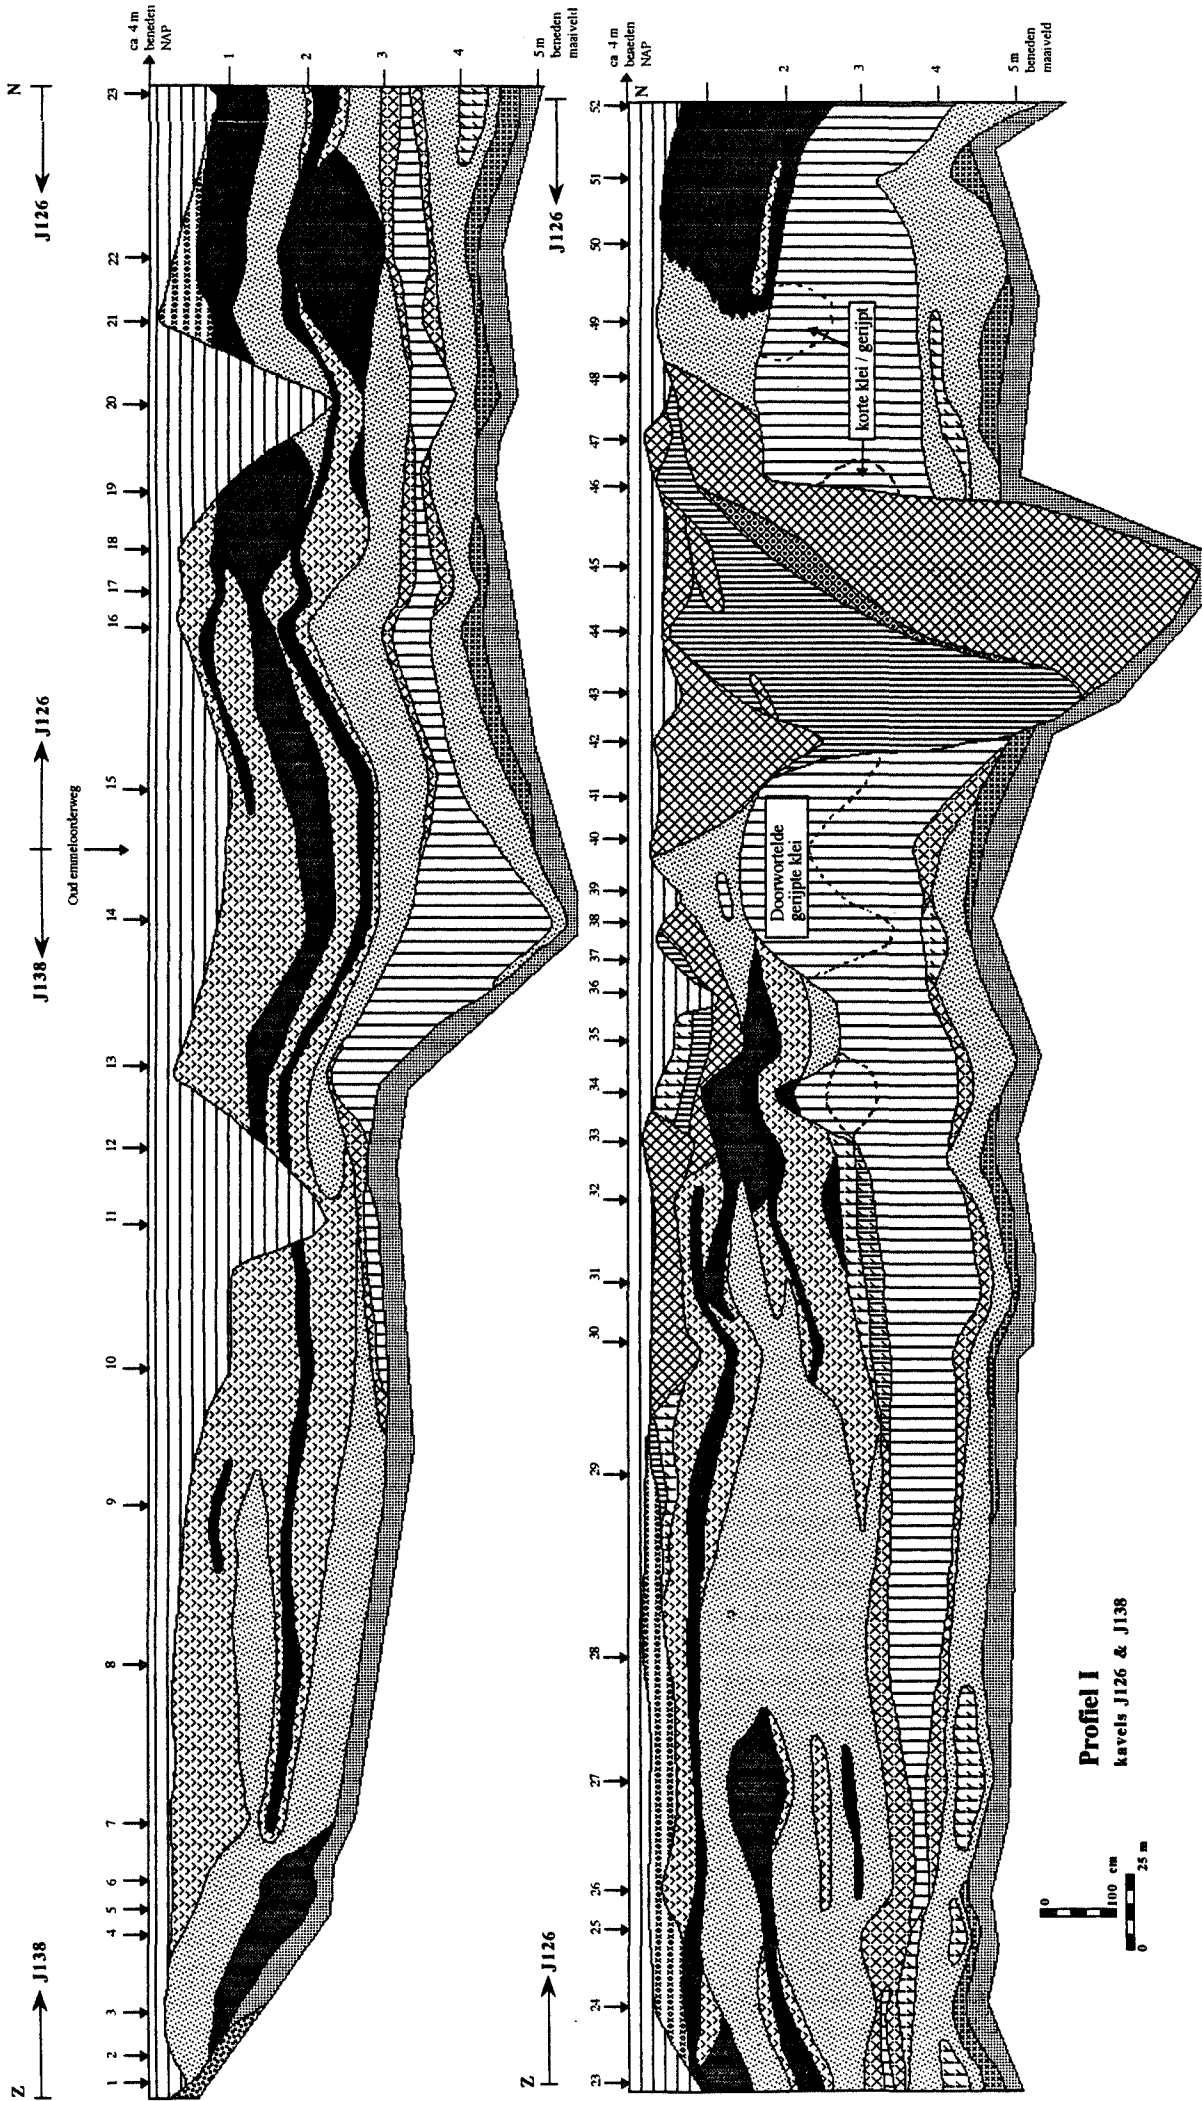 Z
J138
J138
J126
Oud emmeloorderweg
J126
N
1 2 3 4 5 6 7 8 9 10 11 12 13 14 15 16 17 18 19 20 21 22 23
ca 4 m
beneden
NAP
1
2
3
4
5 m
beneden
maaiveld
J126
J126
N
23 24 25 26 27 28 29 30 31 32 33 34 35 36 37 38 39 40 41 42 43 44 45 46 47 48 49 50 51 52
ca 4 m
beneden
NAP
2
3
4
5 m
beneden
maaiveld
Doorwortelde
gerijpte klei
korte klei / gerijpt
0
100 cm
0
25 m
Profiel I
kavels J126 & J138